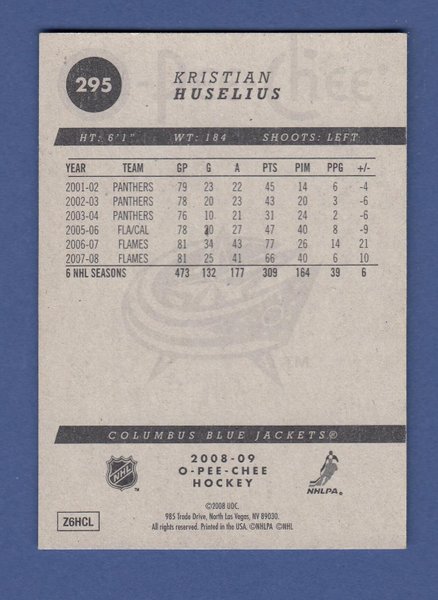 O-PEE-CHEE
295
KRISTIAN
HUSELIUS
HT: 6'1" WT: 184 SHOOTS: LEFT
YEAR TEAM GP G A PTS PIM PPG +/-
2001-02 PANTHERS 79 23 22 45 14 6 -4
2002-03 PANTHERS 78 20 23 43 20 3 -6
2003-04 PANTHERS 76 10 21 31 24 2 -6
2005-06 FLA/CAL 78 20 27 47 40 8 -9
2006-07 FLAMES 81 34 43 77 26 14 21
2007-08 FLAMES 81 25 41 66 40 6 10
6 NHL SEASONS 473 132 177 309 164 39 6
TM
COLUMBUS BLUE JACKETS®
2008-09
O-PEE-CHEE
HOCKEY
NHL
NHLPA®
Z6HCL
©2008 UDC.
985 Trade Drive, North Las Vegas, NV 89030.
All rights reserved. Printed in the USA. ©NHLPA ©NHL